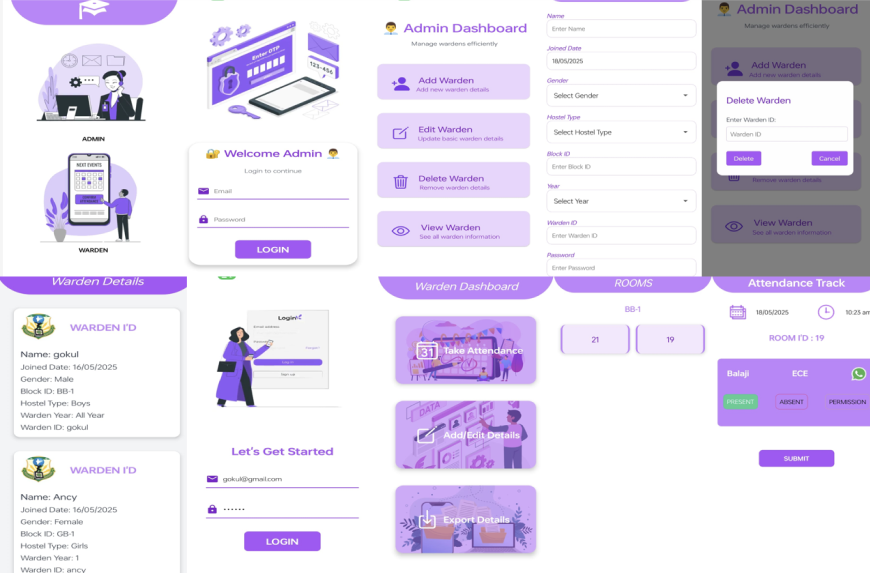 ADMIN
NEXT EVENTS
WARDEN
Enter OTP
123-456
Welcome Admin
Login to continue
Email
Password
LOGIN
Admin Dashboard
Manage wardens efficiently
Add Warden
Add new warden details
Edit Warden
Update basic warden details
Delete Warden
Remove warden details
View Warden
See all warden information
Name
Enter Name
Joined Date
18/05/2025
Gender
Select Gender
Hostel Type
Select Hostel Type
Block ID
Enter Block ID
Year
Select Year
Warden ID
Enter Warden ID
Password
Enter Password
Admin Dashboard
Manage wardens efficiently
Add Warden
Add new warden details
Delete Warden
Enter Warden ID:
Warden ID
Delete
Cancel
Remove warden details
View Warden
See all warden information
Warden Details
WARDEN I'D
Name: gokul
Joined Date: 16/05/2025
Gender: Male
Block ID: BB-1
Hostel Type: Boys
Warden Year: All Year
Warden ID: gokul
WARDEN I'D
Name: Ancy
Joined Date: 16/05/2025
Gender: Female
Block ID: GB-1
Hostel Type: Girls
Warden Year: 1
Warden ID: ancy
Login
Let's Get Started
gokul@gmail.com
LOGIN
Warden Dashboard
31
Take Attendance
DATA
Add/Edit Details
Export Details
ROOMS
BB-1
21
19
Attendance Track
18/05/2025
10:23 am
ROOM I'D : 19
Balaji
ECE
PRESENT
ABSENT
PERMISSION
SUBMIT